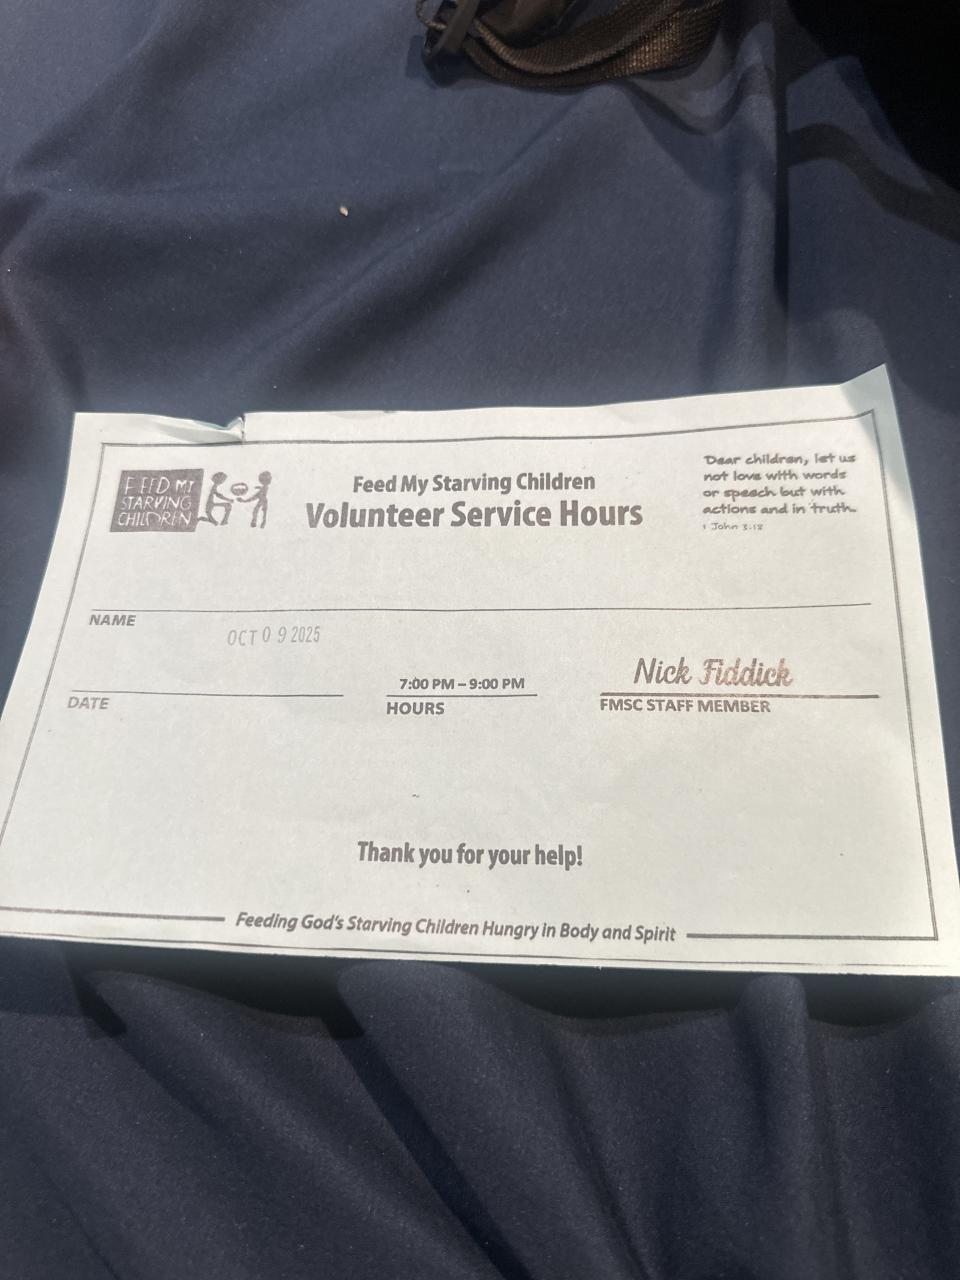 FEED MY
STARVING
CHILDREN
Feed My Starving Children
Volunteer Service Hours
Dear children, let us
not love with words
or speech but with
actions and in truth.
1 John 3:18
NAME
OCT 0 9 2025
DATE
7:00 PM – 9:00 PM
HOURS
Nick Fiddick
FMSC STAFF MEMBER
Thank you for your help!
Feeding God's Starving Children Hungry in Body and Spirit